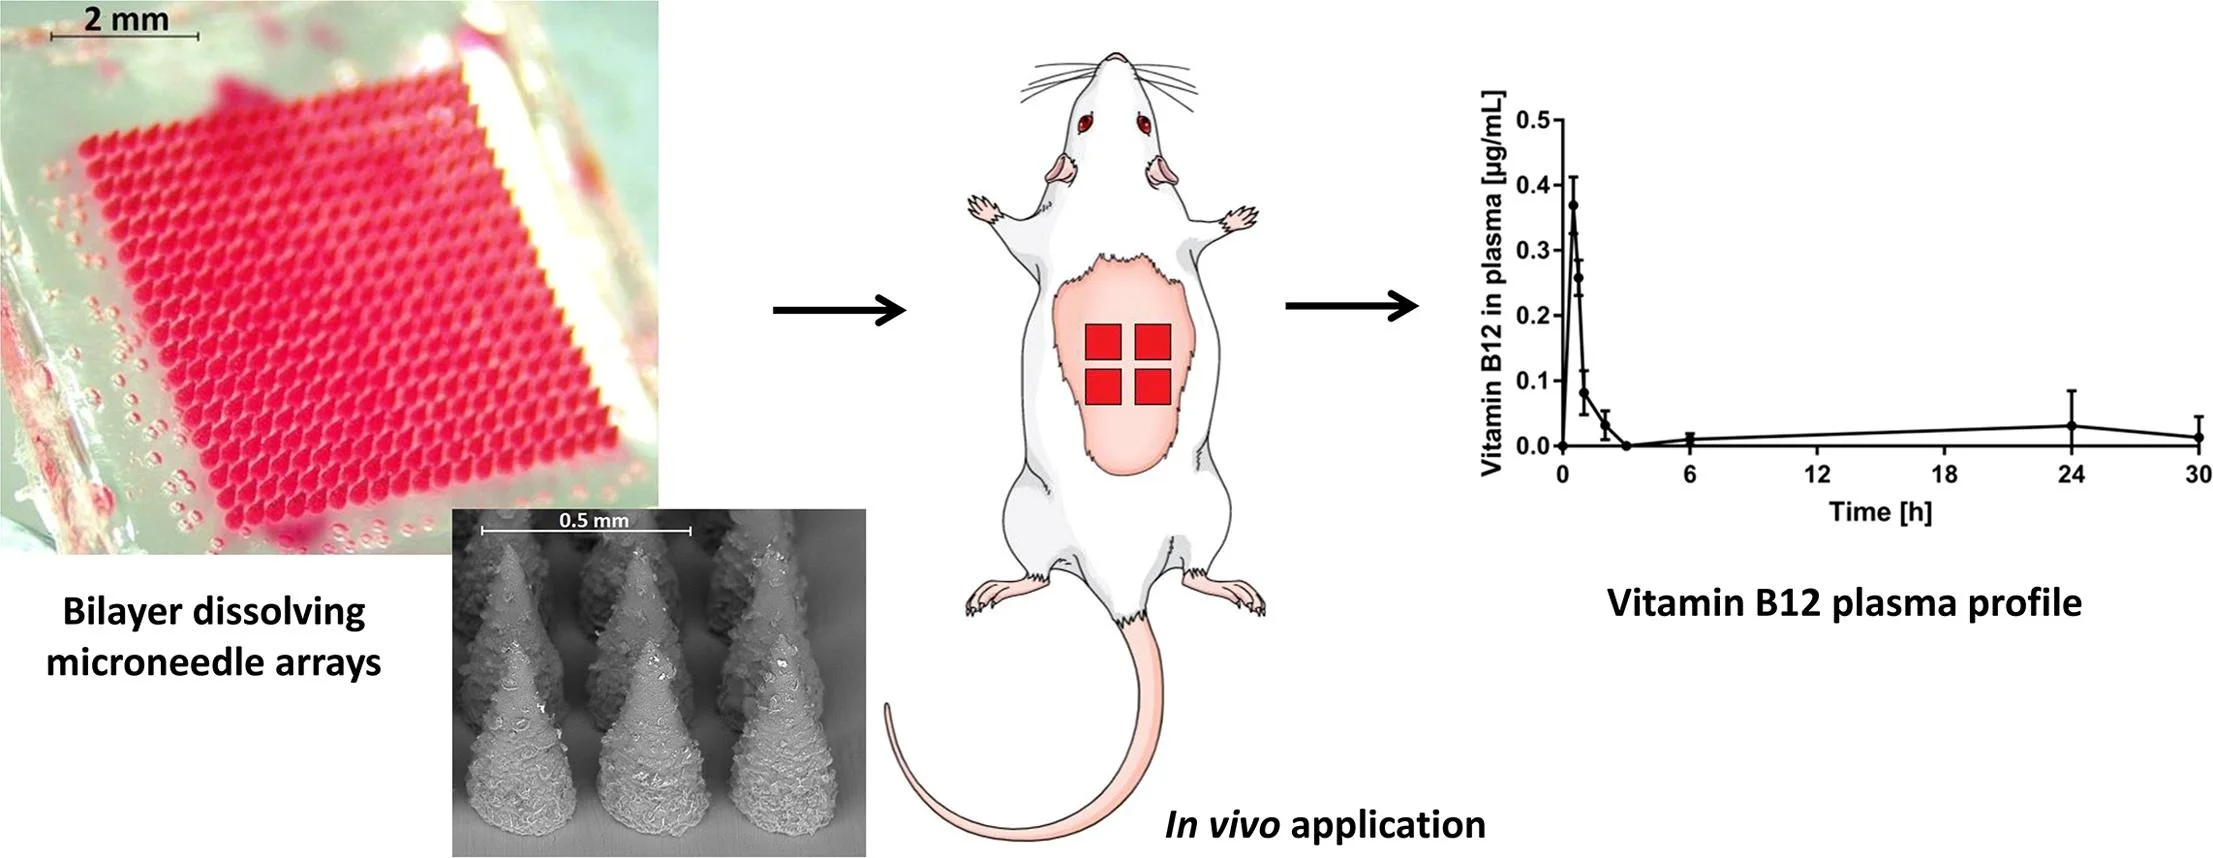 2 mm
0.5 mm
Bilayer dissolving
microneedle arrays
In vivo application
Vitamin B12 in plasma [µg/mL]
0.5
0.4
0.3
0.2
0.1
0.0
0 6 12 18 24 30
Time [h]
Vitamin B12 plasma profile